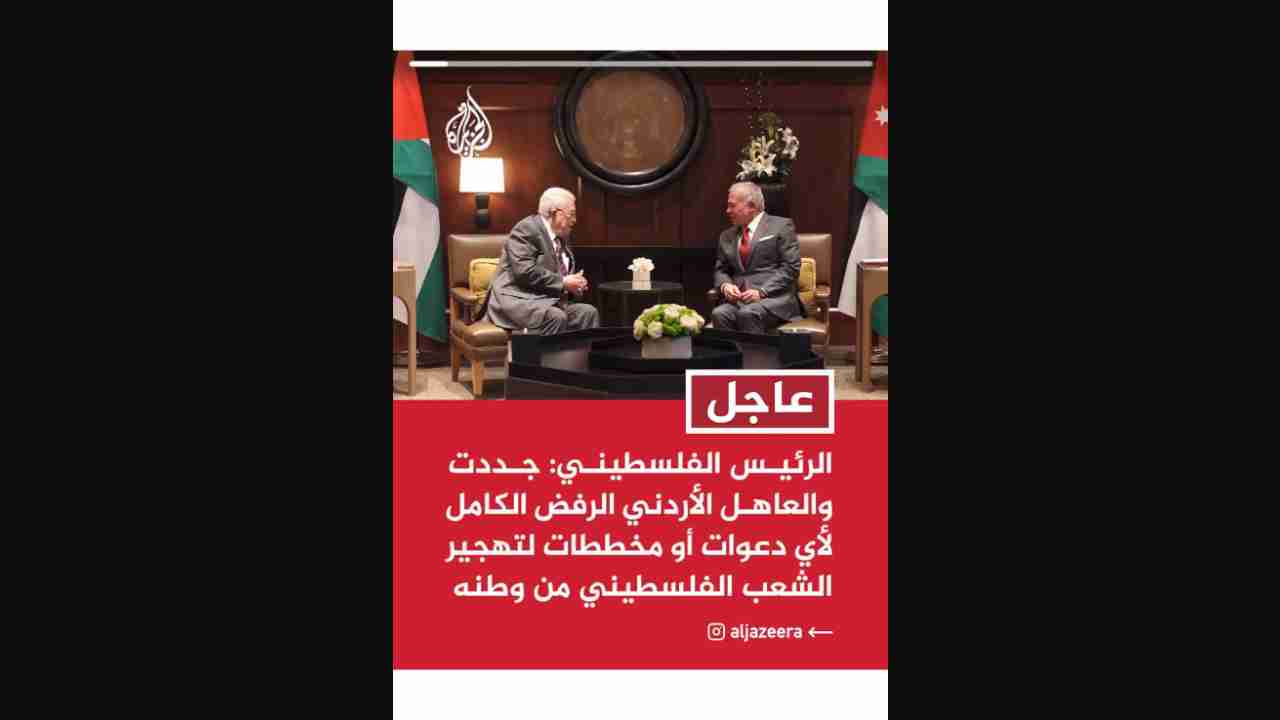 الجزيرة
عاجل
الرئيس الفلسطيني: جددت
والعاهل الأردني الرفض الكامل
لأي دعوات أو مخططات لتهجير
الشعب الفلسطيني من وطنه
aljazeera